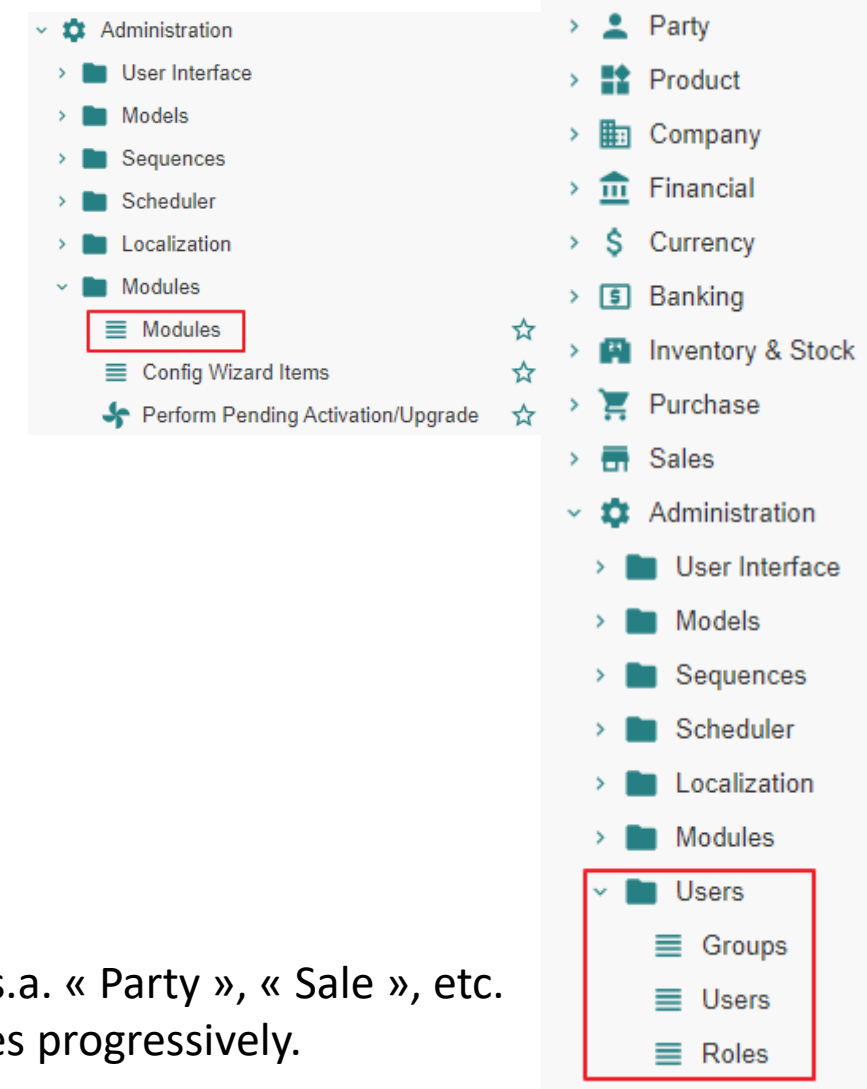 Administration
User Interface
Models
Sequences
Scheduler
Localization
Modules
Modules
Config Wizard Items
Perform Pending Activation/Upgrade
Party
Product
Company
Financial
Currency
Banking
Inventory & Stock
Purchase
Sales
Administration
User Interface
Models
Sequences
Scheduler
Localization
Modules
Users
Groups
Users
Roles
s.a. « Party », « Sale », etc.
progressively.